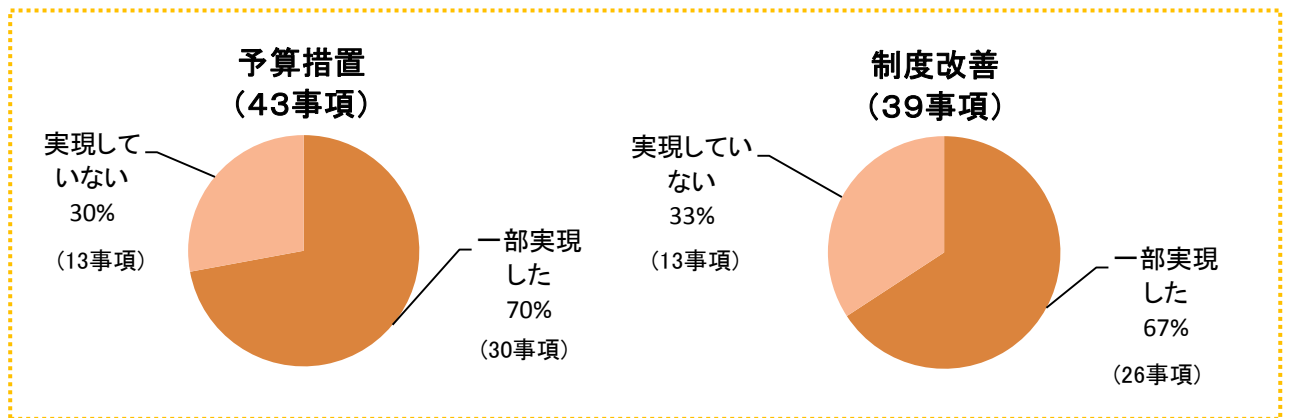 予算措置
(43事項)
実現して
いない
30%
(13事項)
一部実現
した
70%
(30事項)
制度改善
(39事項)
実現してい
ない
33%
(13事項)
一部実現
した
67%
(26事項)